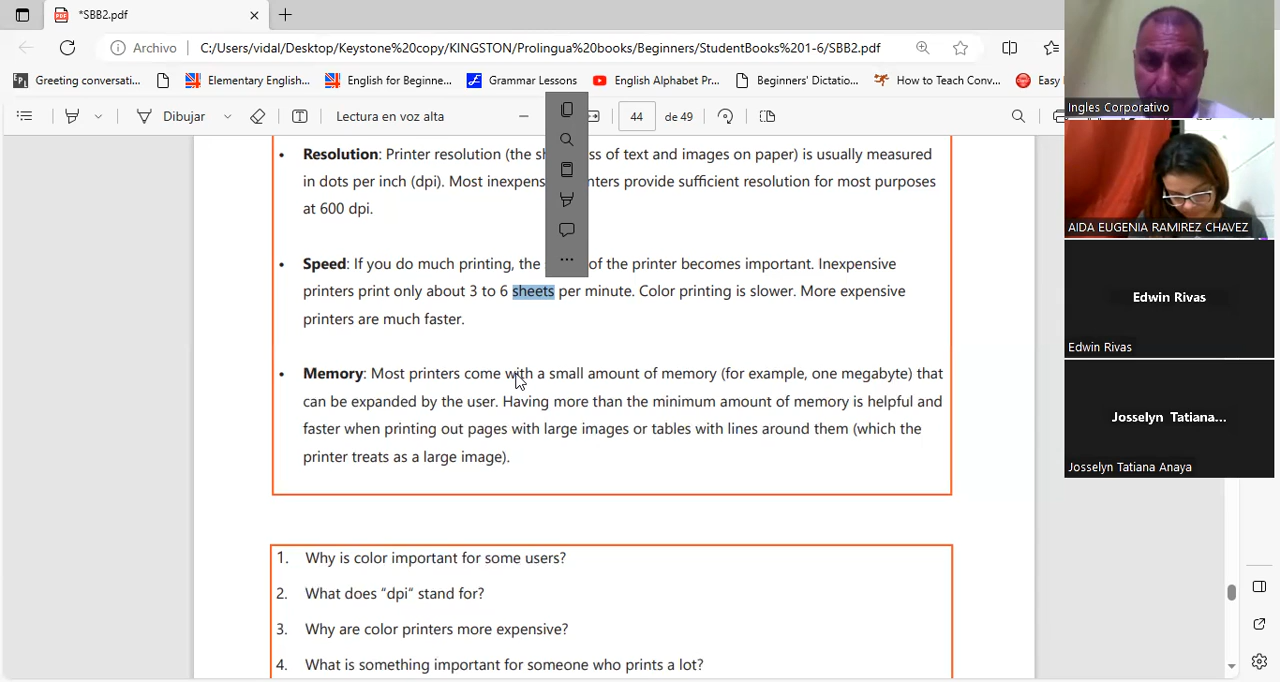 *SBB2.pdf
Archivo
C:/Users/vidal/Desktop/Keystone%20copy/KINGSTON/Prolingua%20books/Beginners/StudentBooks%201-6/SBB2.pdf
Greeting conversati...
Elementary English...
English for Beginne...
Grammar Lessons
English Alphabet Pr...
Beginners' Dictatio...
How to Teach Conv...
Easy
Dibujar
Lectura en voz alta
44
de 49
• Resolution: Printer resolution (the sh ss of text and images on paper) is usually measured
in dots per inch (dpi). Most inexpens nters provide sufficient resolution for most purposes
at 600 dpi.
• Speed: If you do much printing, the of the printer becomes important. Inexpensive
printers print only about 3 to 6 sheets per minute. Color printing is slower. More expensive
printers are much faster.
• Memory: Most printers come with a small amount of memory (for example, one megabyte) that
can be expanded by the user. Having more than the minimum amount of memory is helpful and
faster when printing out pages with large images or tables with lines around them (which the
printer treats as a large image).
1. Why is color important for some users?
2. What does "dpi" stand for?
3. Why are color printers more expensive?
4. What is something important for someone who prints a lot?
Ingles Corporativo
AIDA EUGENIA RAMIREZ CHAVEZ
Edwin Rivas
Edwin Rivas
Josselyn Tatiana...
Josselyn Tatiana Anaya